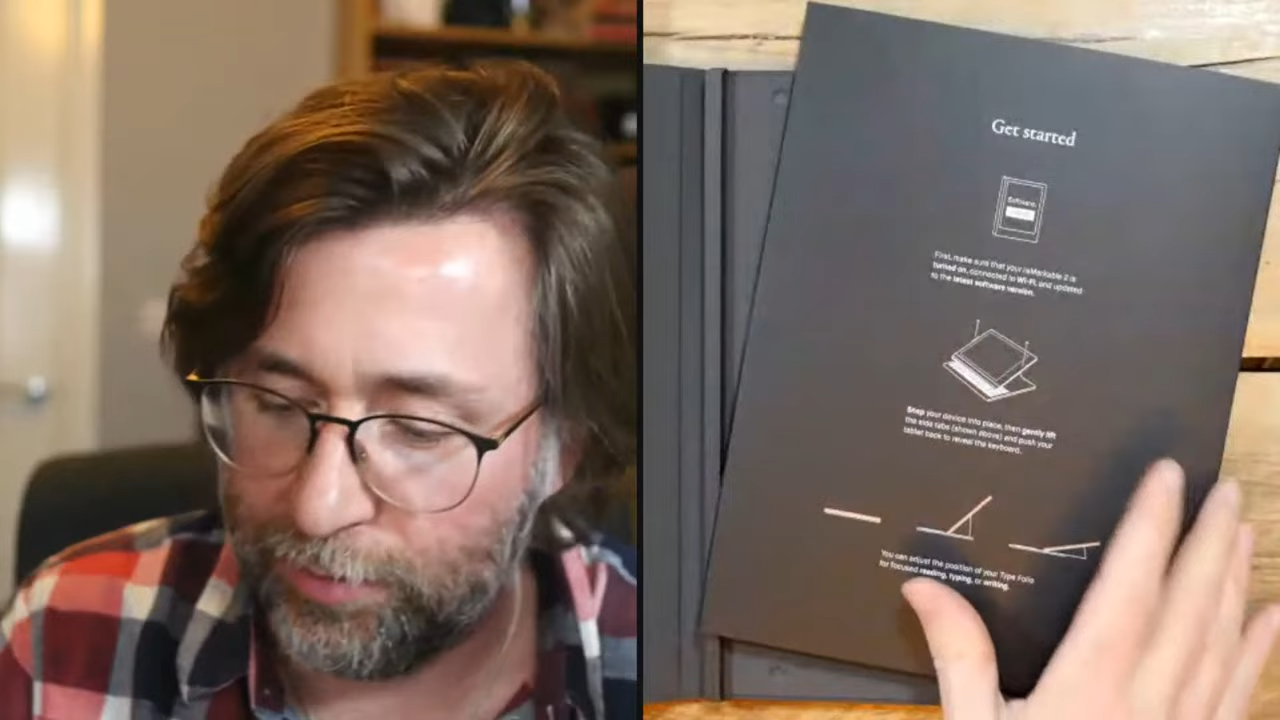 Get started
Software.
First, make sure that your reMarkable 2 is
turned on, connected to Wi-Fi, and updated
to the latest software version.
Snap your device into place, then gently lift
the side tabs (shown above) and push your
tablet back to reveal the keyboard.
You can adjust the position of your Type Folio
for focused reading, typing, or writing.